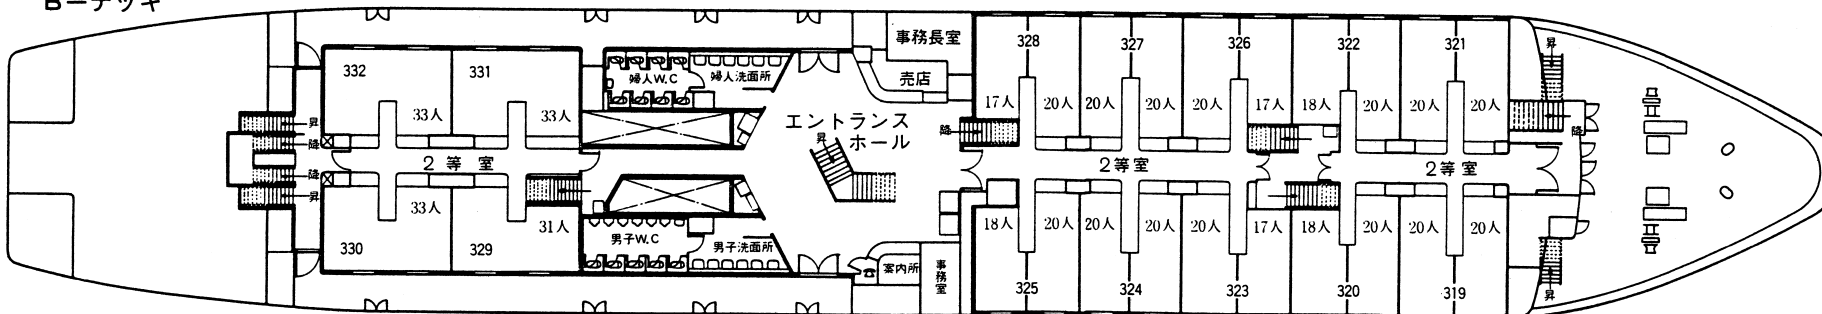 B－デッキ
事務長室
売店
328
327
326
322
321
昇
332
331
婦人W.C
婦人洗面所
33人
33人
17人
20人
20人
20人
20人
17人
18人
20人
20人
20人
エントランス
ホール
昇
降
降
昇
降
2等室
2等室
2等室
降
昇
昇
33人
31人
18人
20人
20人
20人
20人
17人
18人
20人
20人
20人
男子W.C
男子洗面所
330
329
案内所
事務室
325
324
323
320
319
昇